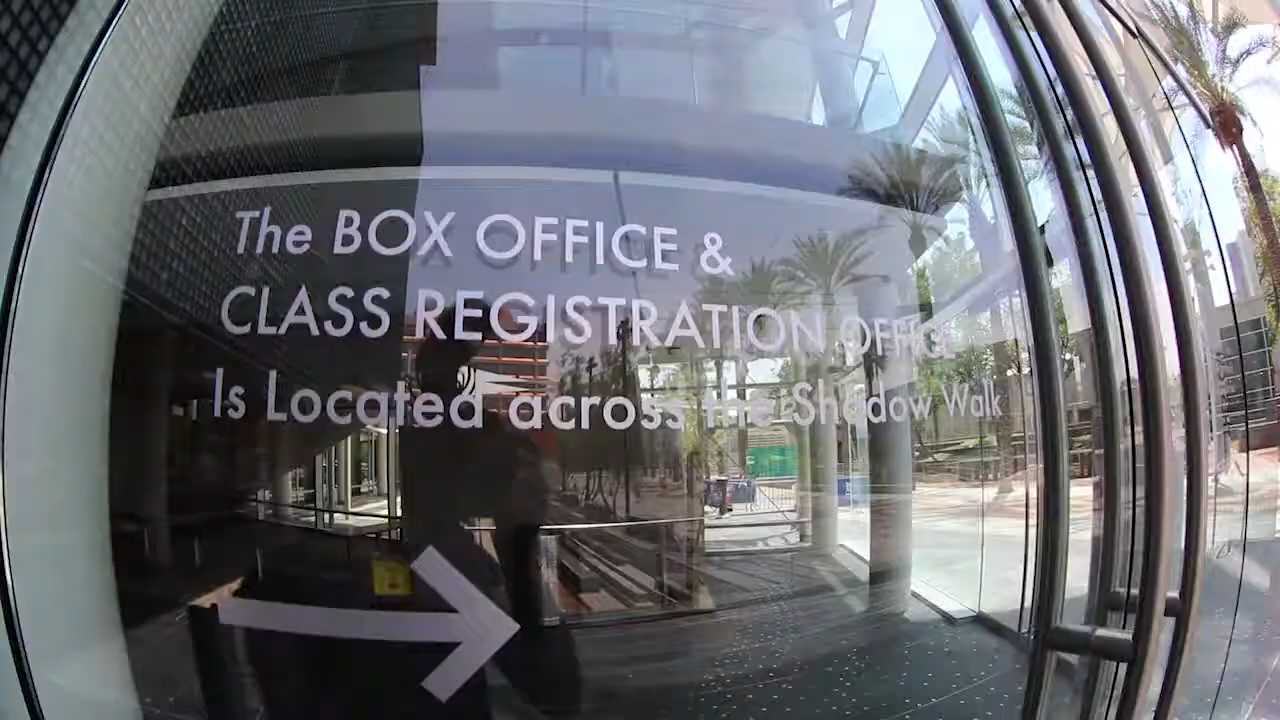 The BOX OFFICE &
CLASS REGISTRATION OFFICE
Is Located across the Shadow Walk